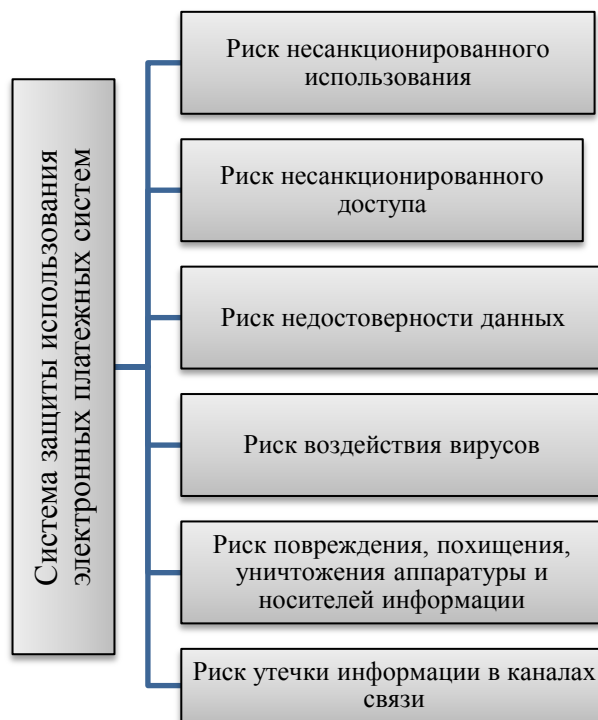 Система защиты использования
электронных платежных систем
Риск несанкционированного
использования
Риск несанкционированного
доступа
Риск недостоверности данных
Риск воздействия вирусов
Риск повреждения, похищения,
уничтожения аппаратуры и
носителей информации
Риск утечки информации в каналах
связи